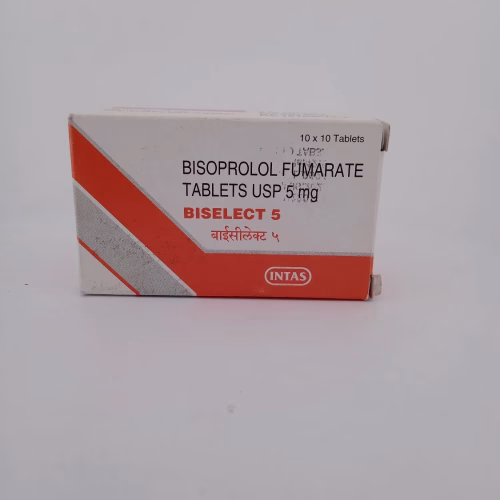 10 x 10 Tablets
BISOPROLOL FUMARATE
TABLETS USP 5 mg
BISELECT 5
बाईसीलेक्ट ५
INTAS